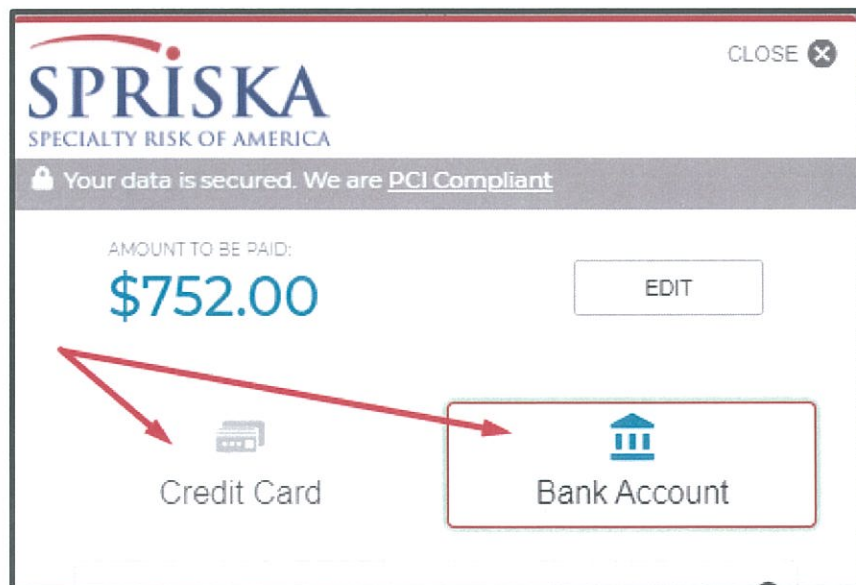 SPRISKA
CLOSE
SPECIALTY RISK OF AMERICA
Your data is secured. We are PCI Compliant
AMOUNT TO BE PAID:
$752.00
EDIT
Credit Card
Bank Account